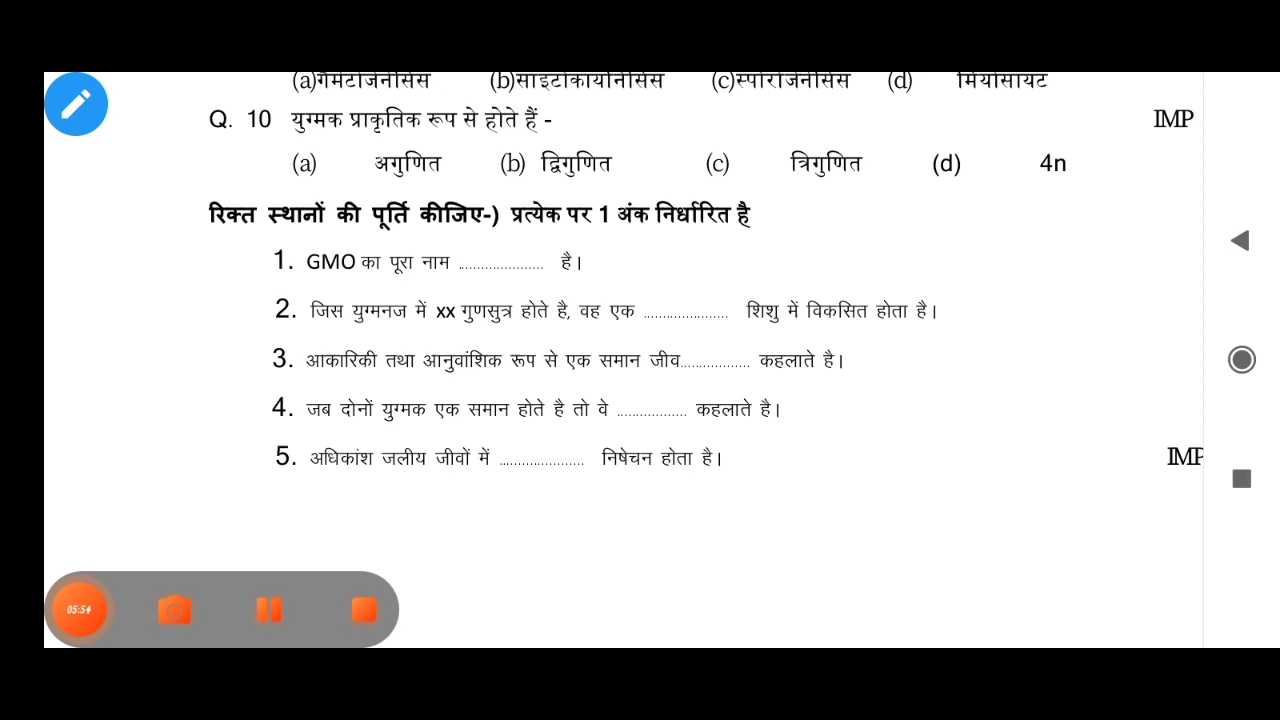 (a)गैमेटोजेनेसिस (b)साइटोकायनेसिस (c)स्पोरोजेनेसिस (d) मियोसायट
Q. 10 युग्मक प्राकृतिक रूप से होते हैं - IMP
(a) अगुणित (b) द्विगुणित (c) त्रिगुणित (d) 4n
रिक्त स्थानों की पूर्ति कीजिए-) प्रत्येक पर 1 अंक निर्धारित है
1. GMO का पूरा नाम ...................... है।
2. जिस युग्मनज में xx गुणसुत्र होते है, वह एक ...................... शिशु में विकसित होता है।
3. आकारिकी तथा आनुवांशिक रूप से एक समान जीव.................. कहलाते है।
4. जब दोनों युग्मक एक समान होते है तो वे .................. कहलाते है।
5. अधिकांश जलीय जीवों में ...................... निषेचन होता है। IMP
05:54